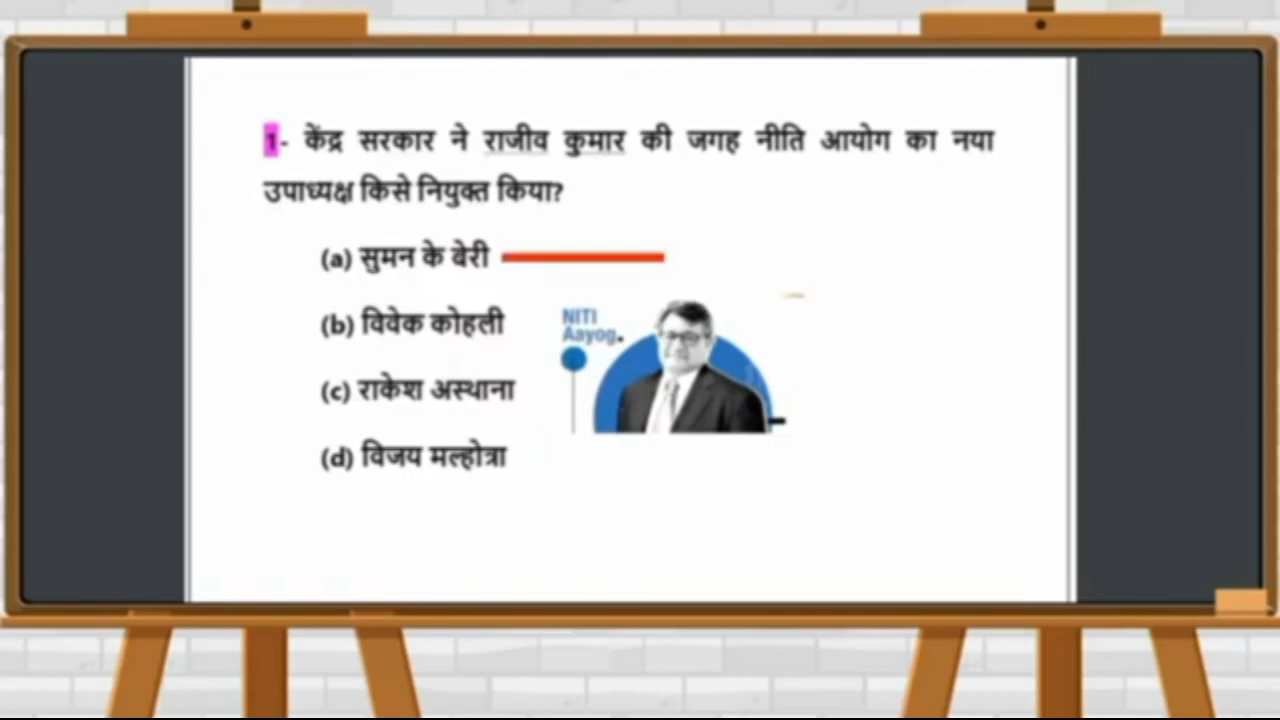 1- केंद्र सरकार ने राजीव कुमार की जगह नीति आयोग का नया
उपाध्यक्ष किसे नियुक्त किया?
(a) सुमन के बेरी
(b) विवेक कोहली
(c) राकेश अस्थाना
(d) विजय मल्होत्रा
NITI
Aayog.